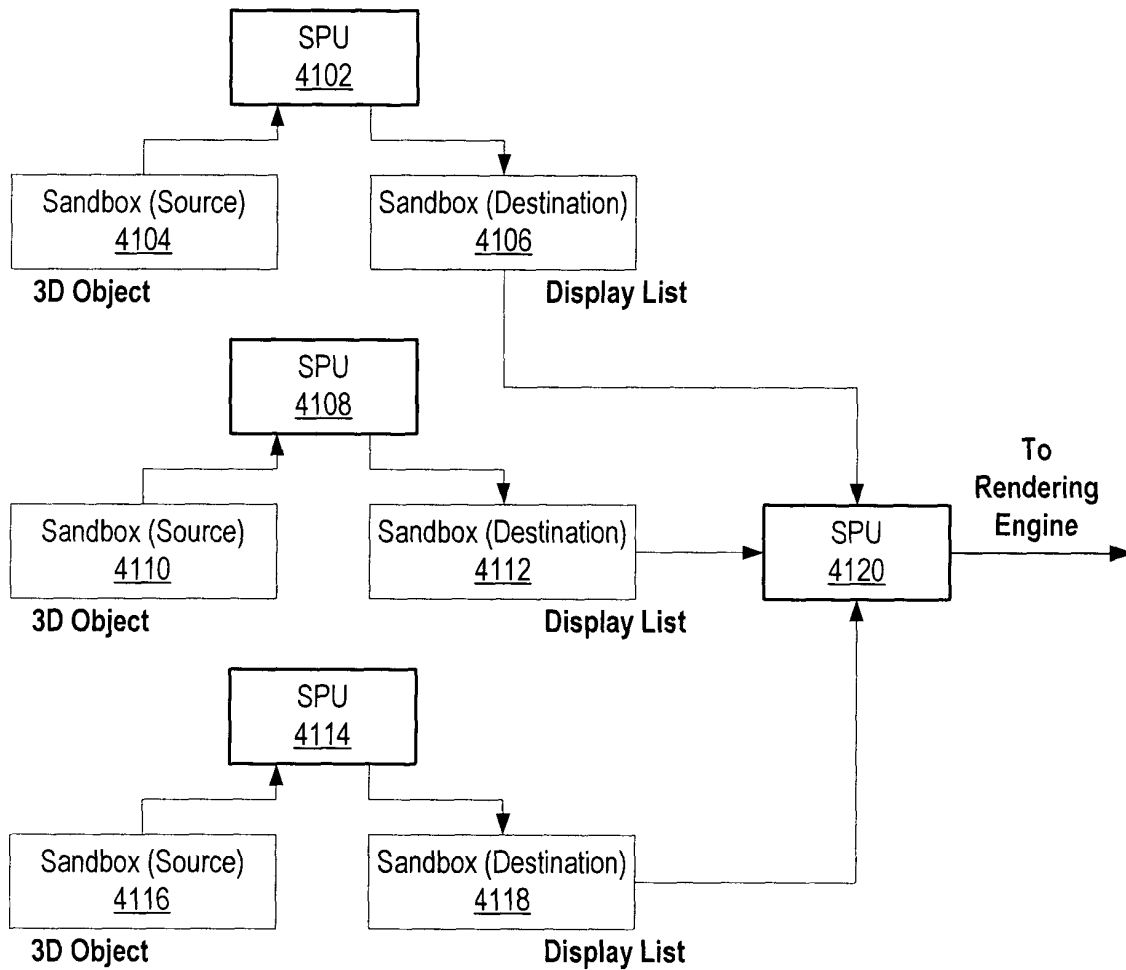 SPU
4102
Sandbox (Source)
4104
3D Object
Sandbox (Destination)
4106
Display List
SPU
4108
Sandbox (Source)
4110
3D Object
Sandbox (Destination)
4112
Display List
SPU
4114
Sandbox (Source)
4116
3D Object
Sandbox (Destination)
4118
Display List
SPU
4120
To
Rendering
Engine